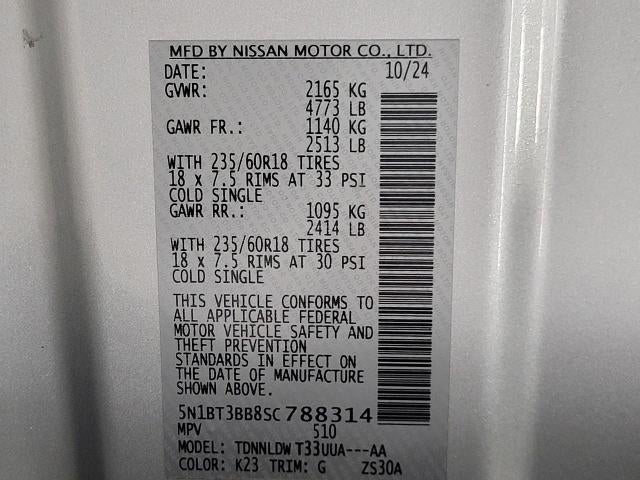 MFD BY NISSAN MOTOR CO., LTD.
DATE: 10/24
GVWR: 2165 KG
4773 LB
GAWR FR.: 1140 KG
2513 LB
WITH 235/60R18 TIRES
18 x 7.5 RIMS AT 33 PSI
COLD SINGLE
GAWR RR.: 1095 KG
2414 LB
WITH 235/60R18 TIRES
18 x 7.5 RIMS AT 30 PSI
COLD SINGLE
THIS VEHICLE CONFORMS TO
ALL APPLICABLE FEDERAL
MOTOR VEHICLE SAFETY AND
THEFT PREVENTION
STANDARDS IN EFFECT ON
THE DATE OF MANUFACTURE
SHOWN ABOVE.
5N1BT3BB8SC788314
MPV 510
MODEL: TDNNLDW T33UUA---AA
COLOR: K23 TRIM: G ZS30A